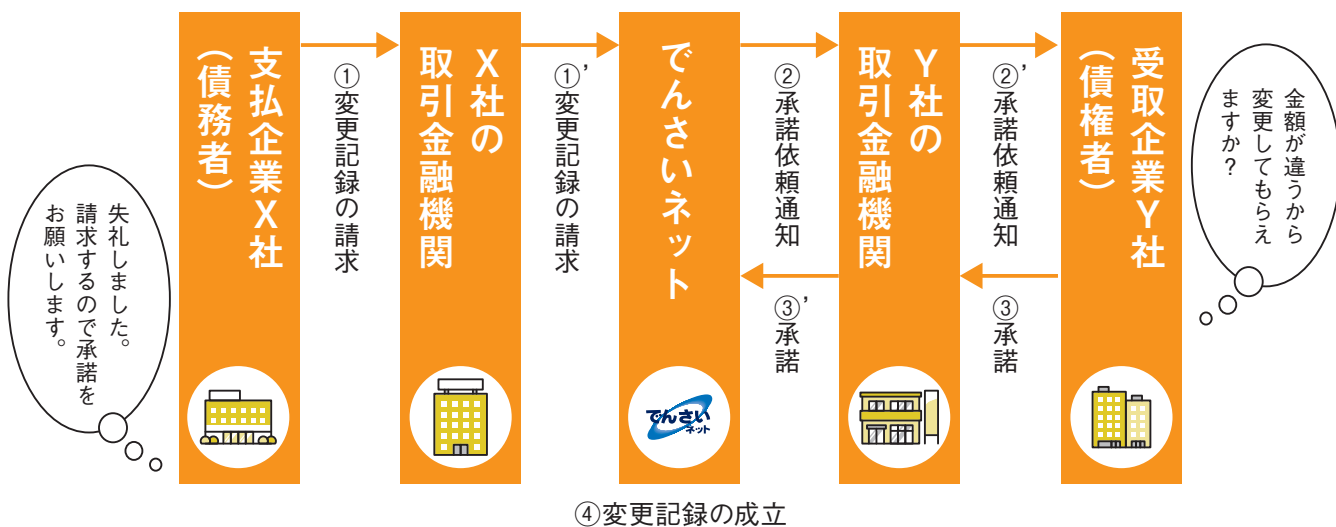 支払企業X社
（債務者）
失礼しました。
請求するので承諾を
お願いします。
①変更記録の請求
X社の
取引金融機関
①’変更記録の請求
でんさいネット
でんさい
ネット
②承諾依頼通知
③’承諾
Y社の
取引金融機関
②’承諾依頼通知
③承諾
受取企業Y社
（債権者）
金額が違うから
変更してもらえ
ますか？
④変更記録の成立